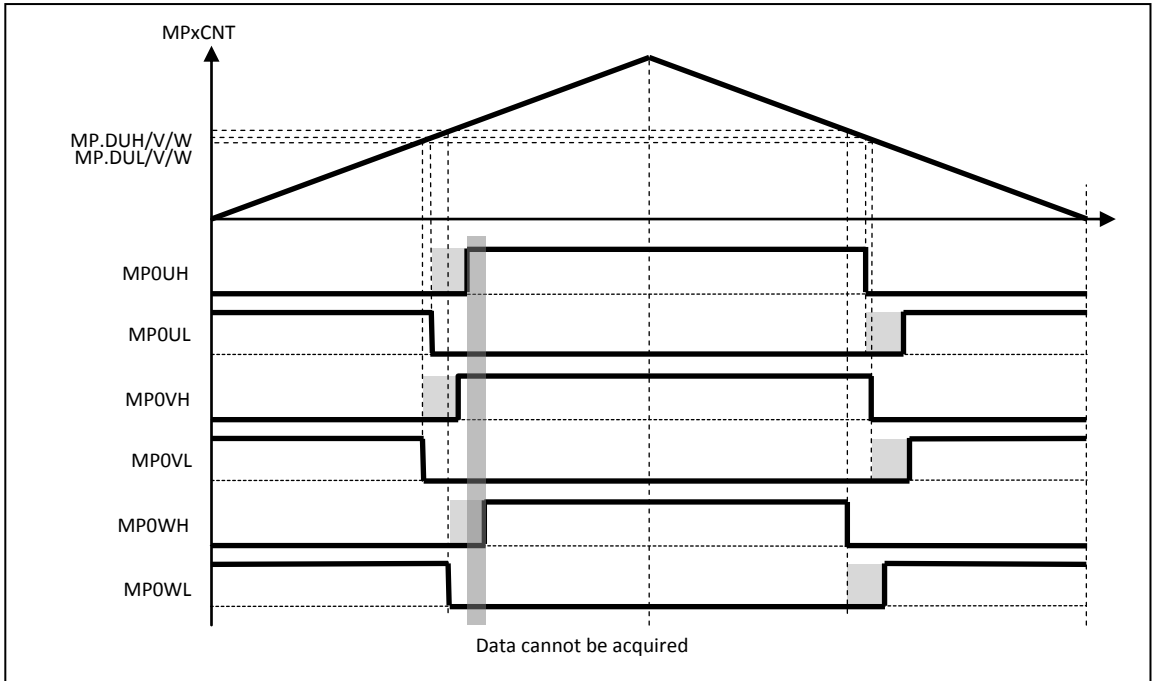 MPxCNT
MP.DUH/V/W
MP.DUL/V/W
MP0UH
MP0UL
MP0VH
MP0VL
MP0WH
MP0WL
Data cannot be acquired